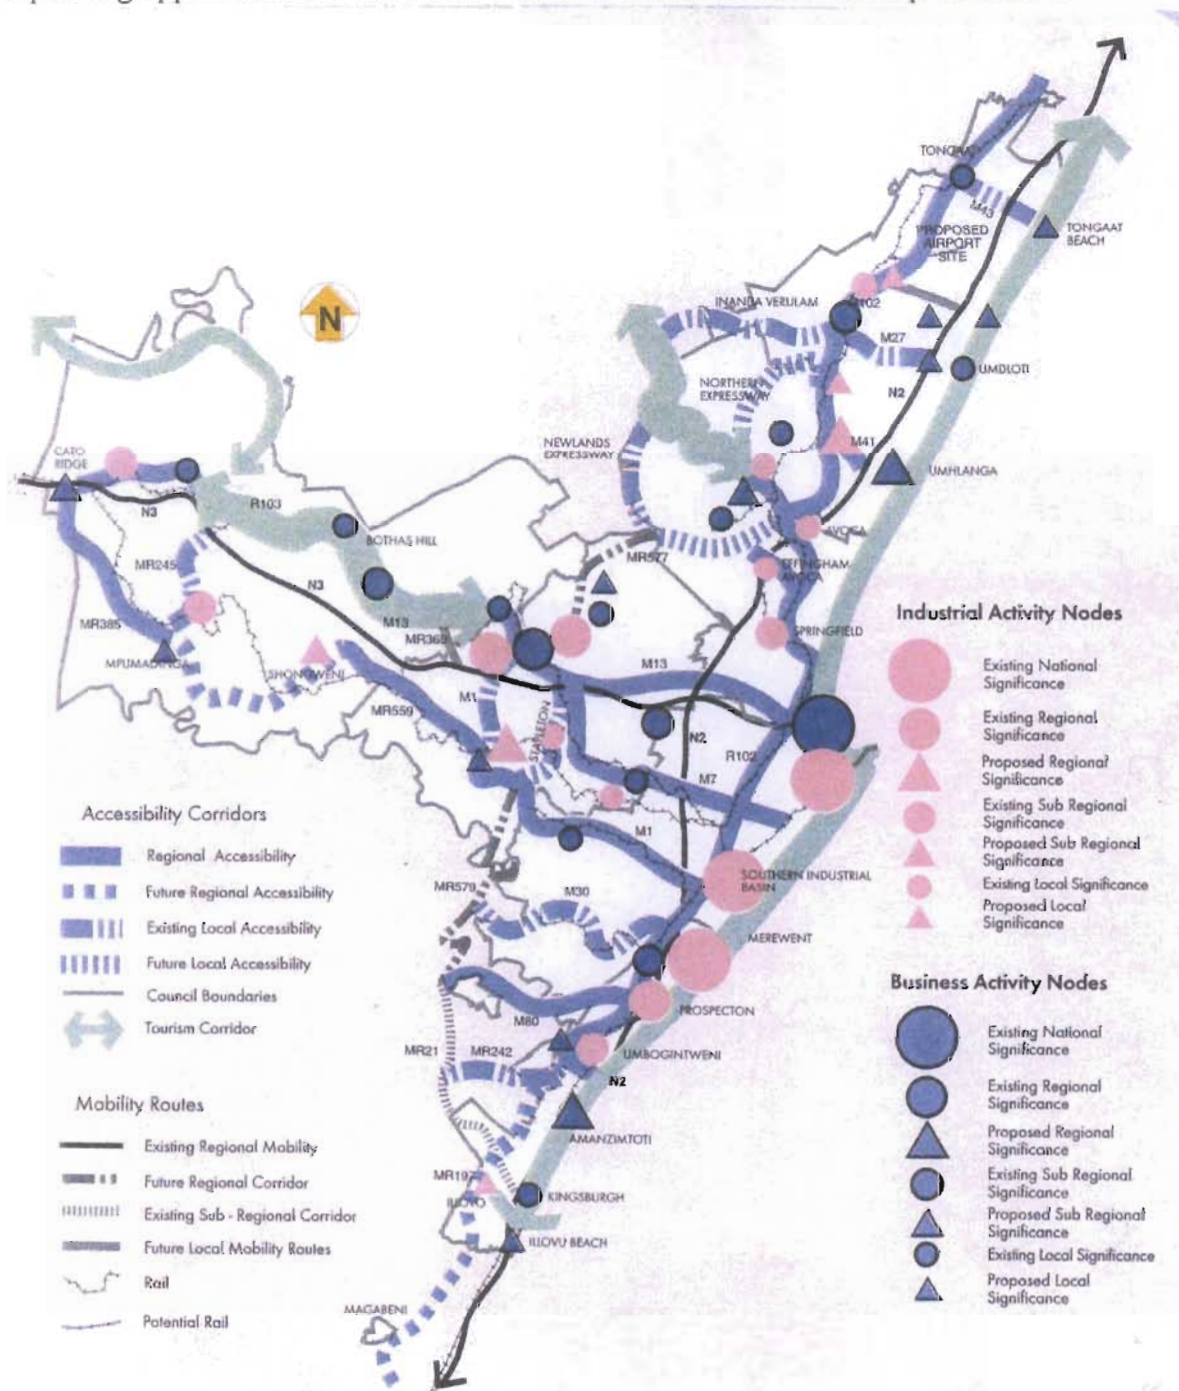 TONGAAT
M43
PROPOSED
AIRPORT
SITE
TONGAAT
BEACH
INANDA VERULAM
R102
M27
N
UMDLOTI
NORTHERN
EXPRESSWAY
N2
NEWLANDS
EXPRESSWAY
M41
UMHLANGA
CATO
RIDGE
N3
R103
BOTHAS HILL
AVOCA
MR577
EFFINGHAM
AVOCA
MR245
N3
M13
MR385
MR369
SPRINGFIELD
MPUMALANGA
SHONGWENI
M13
M1
MR559
STAPLETON
N2
R102
M7
M1
SOUTHERN INDUSTRIAL
BASIN
MR579
M30
MEREWENT
PROSPECTON
M80
MR21
MR242
UMBOGINTWENI
N2
AMANZIMTOTI
MR197
ILLOVO
KINGSBURGH
ILLOVU BEACH
MAGABENI
Accessibility Corridors
Regional Accessibility
Future Regional Accessibility
Existing Local Accessibility
Future Local Accessibility
Council Boundaries
Tourism Corridor
Mobility Routes
Existing Regional Mobility
Future Regional Corridor
Existing Sub - Regional Corridor
Future Local Mobility Routes
Rail
Potential Rail
Industrial Activity Nodes
Existing National
Significance
Existing Regional
Significance
Proposed Regional
Significance
Existing Sub Regional
Significance
Proposed Sub Regional
Significance
Existing Local Significance
Proposed Local
Significance
Business Activity Nodes
Existing National
Significance
Existing Regional
Significance
Proposed Regional
Significance
Existing Sub Regional
Significance
Proposed Sub Regional
Significance
Existing Local Significance
Proposed Local
Significance